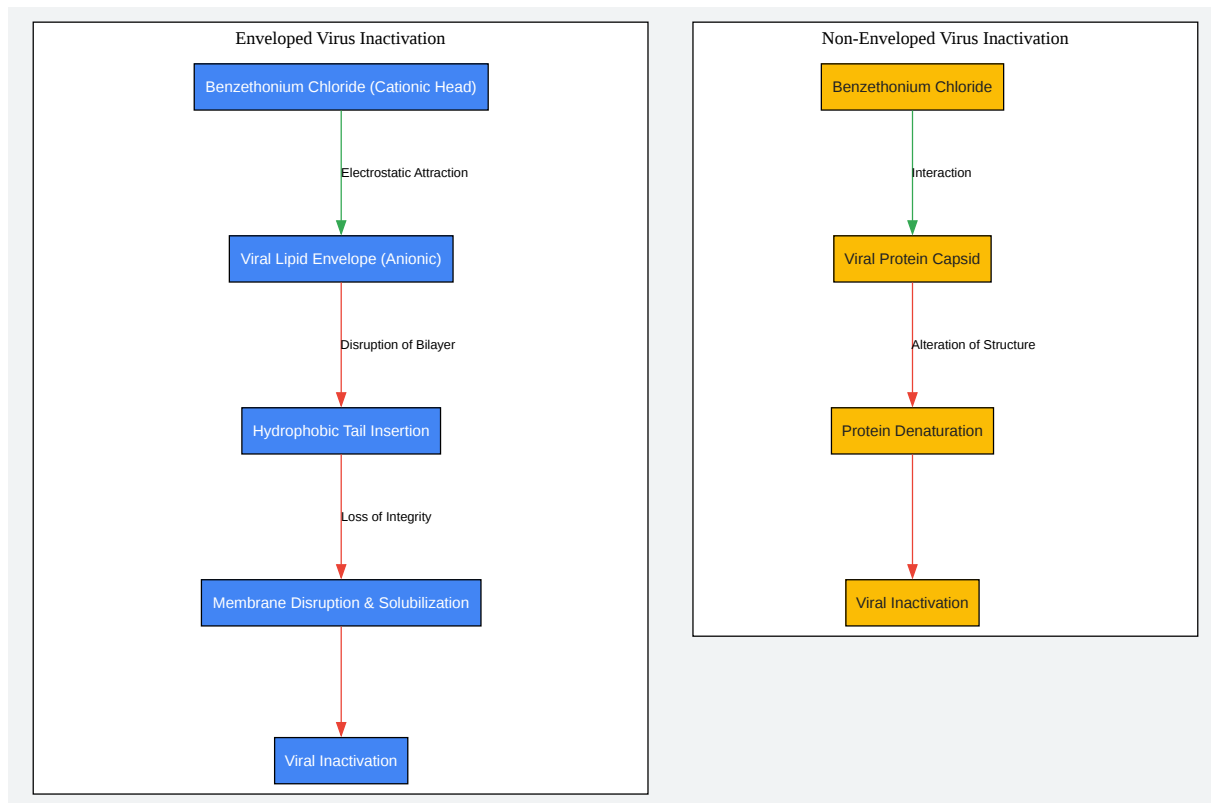 Enveloped Virus Inactivation
Benzethonium Chloride (Cationic Head)
Electrostatic Attraction
Viral Lipid Envelope (Anionic)
Disruption of Bilayer
Hydrophobic Tail Insertion
Loss of Integrity
Membrane Disruption & Solubilization
Viral Inactivation
Non-Enveloped Virus Inactivation
Benzethonium Chloride
Interaction
Viral Protein Capsid
Alteration of Structure
Protein Denaturation
Viral Inactivation